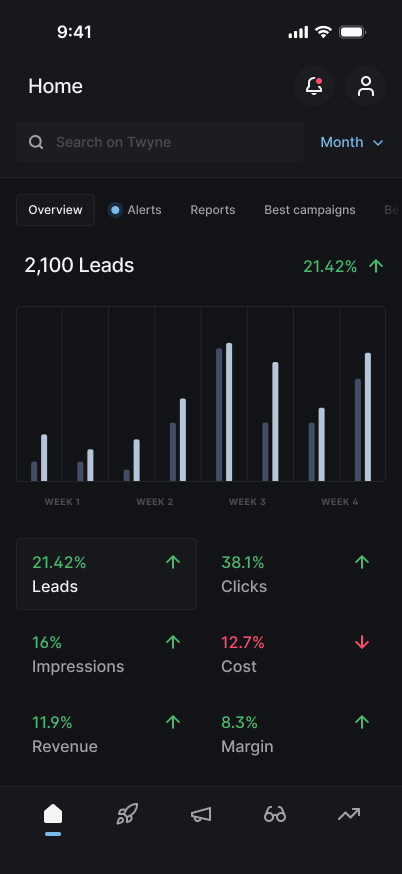 9:41
Home
Search on Twyne
Month
Overview Alerts Reports Best campaigns Be
2,100 Leads
21.42%
WEEK 1 WEEK 2 WEEK 3 WEEK 4
21.42% 38.1%
Leads Clicks
16% 12.7%
Impressions Cost
11.9% 8.3%
Revenue Margin